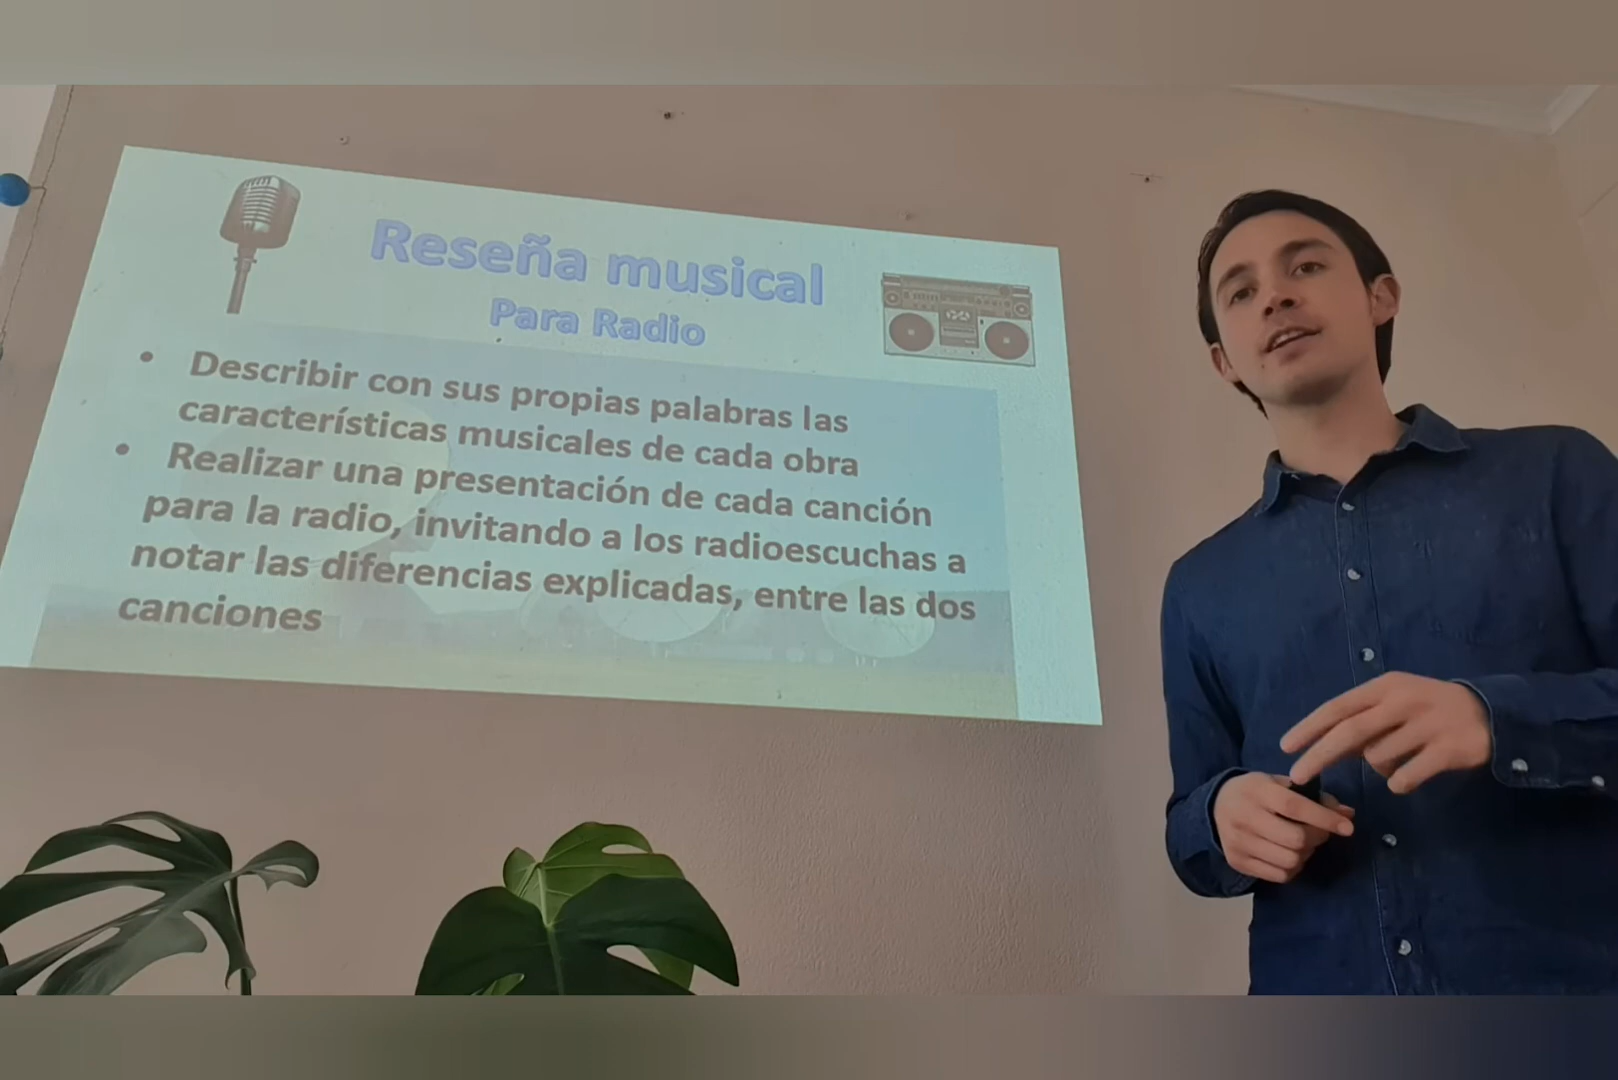 Reseña musical
Para Radio
• Describir con sus propias palabras las
características musicales de cada obra
• Realizar una presentación de cada canción
para la radio, invitando a los radioescuchas a
notar las diferencias explicadas, entre las dos
canciones